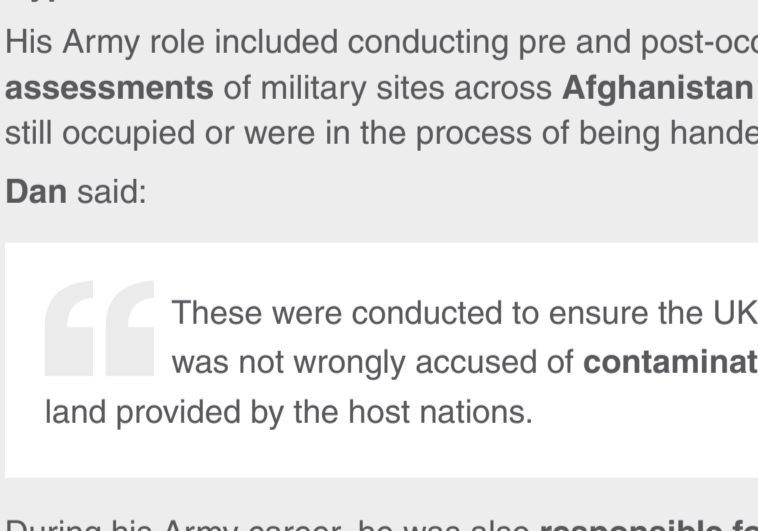 His Army role included conducting pre and post-occ
assessments of military sites across Afghanistan
still occupied or were in the process of being hande
Dan said:
“ These were conducted to ensure the UK
was not wrongly accused of contaminat
land provided by the host nations.
During his Army career, he was also responsible fo